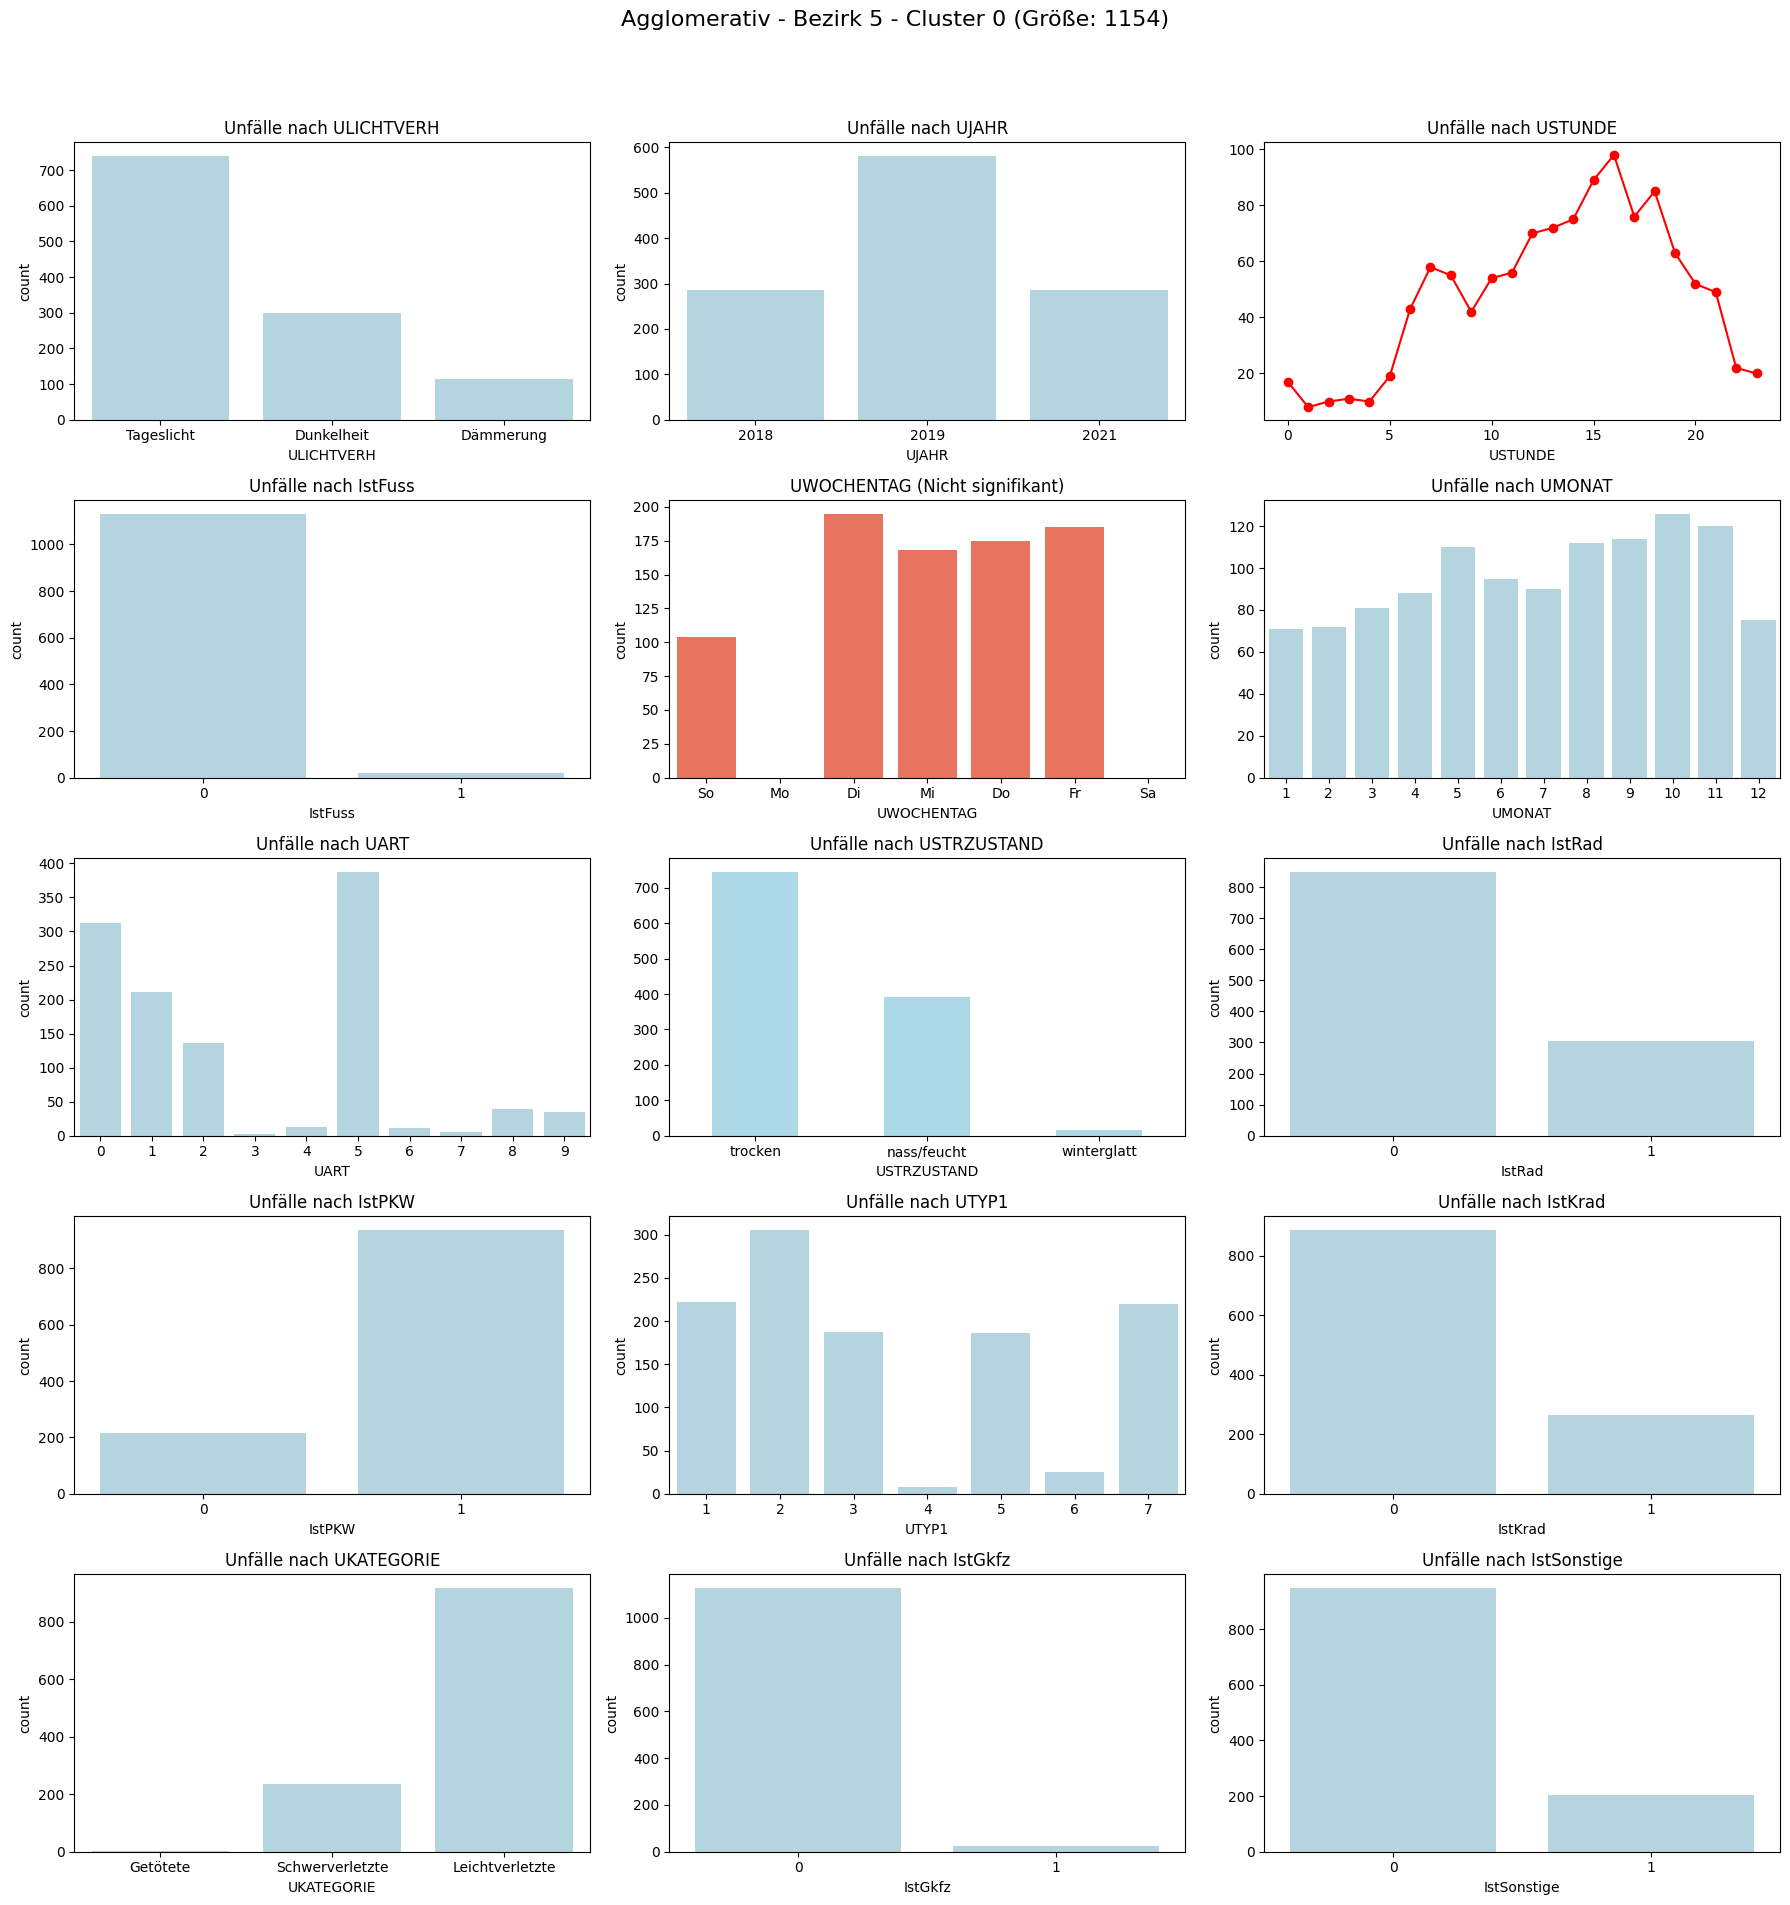 Agglomerativ - Bezirk 5 - Cluster 0 (Größe: 1154)
Unfälle nach ULICHTVERH
700
600
500
400
300
200
100
0
count
Tageslicht Dunkelheit Dämmerung
ULICHTVERH
Unfälle nach UJAHR
600
500
400
300
200
100
0
count
2018 2019 2021
UJAHR
Unfälle nach USTUNDE
100
80
60
40
20
0 5 10 15 20
USTUNDE
Unfälle nach IstFuss
1000
800
600
400
200
0
count
0 1
IstFuss
UWOCHENTAG (Nicht signifikant)
200
175
150
125
100
75
50
25
0
count
So Mo Di Mi Do Fr Sa
UWOCHENTAG
Unfälle nach UMONAT
120
100
80
60
40
20
0
count
1 2 3 4 5 6 7 8 9 10 11 12
UMONAT
Unfälle nach UART
400
350
300
250
200
150
100
50
0
count
0 1 2 3 4 5 6 7 8 9
UART
Unfälle nach USTRZUSTAND
700
600
500
400
300
200
100
0
trocken nass/feucht winterglatt
USTRZUSTAND
Unfälle nach IstRad
800
700
600
500
400
300
200
100
0
count
0 1
IstRad
Unfälle nach IstPKW
800
600
400
200
0
count
0 1
IstPKW
Unfälle nach UTYP1
300
250
200
150
100
50
0
count
1 2 3 4 5 6 7
UTYP1
Unfälle nach IstKrad
800
600
400
200
0
count
0 1
IstKrad
Unfälle nach UKATEGORIE
800
600
400
200
0
count
Getötete Schwerverletzte Leichtverletzte
UKATEGORIE
Unfälle nach IstGkfz
1000
800
600
400
200
0
count
0 1
IstGkfz
Unfälle nach IstSonstige
800
600
400
200
0
count
0 1
IstSonstige